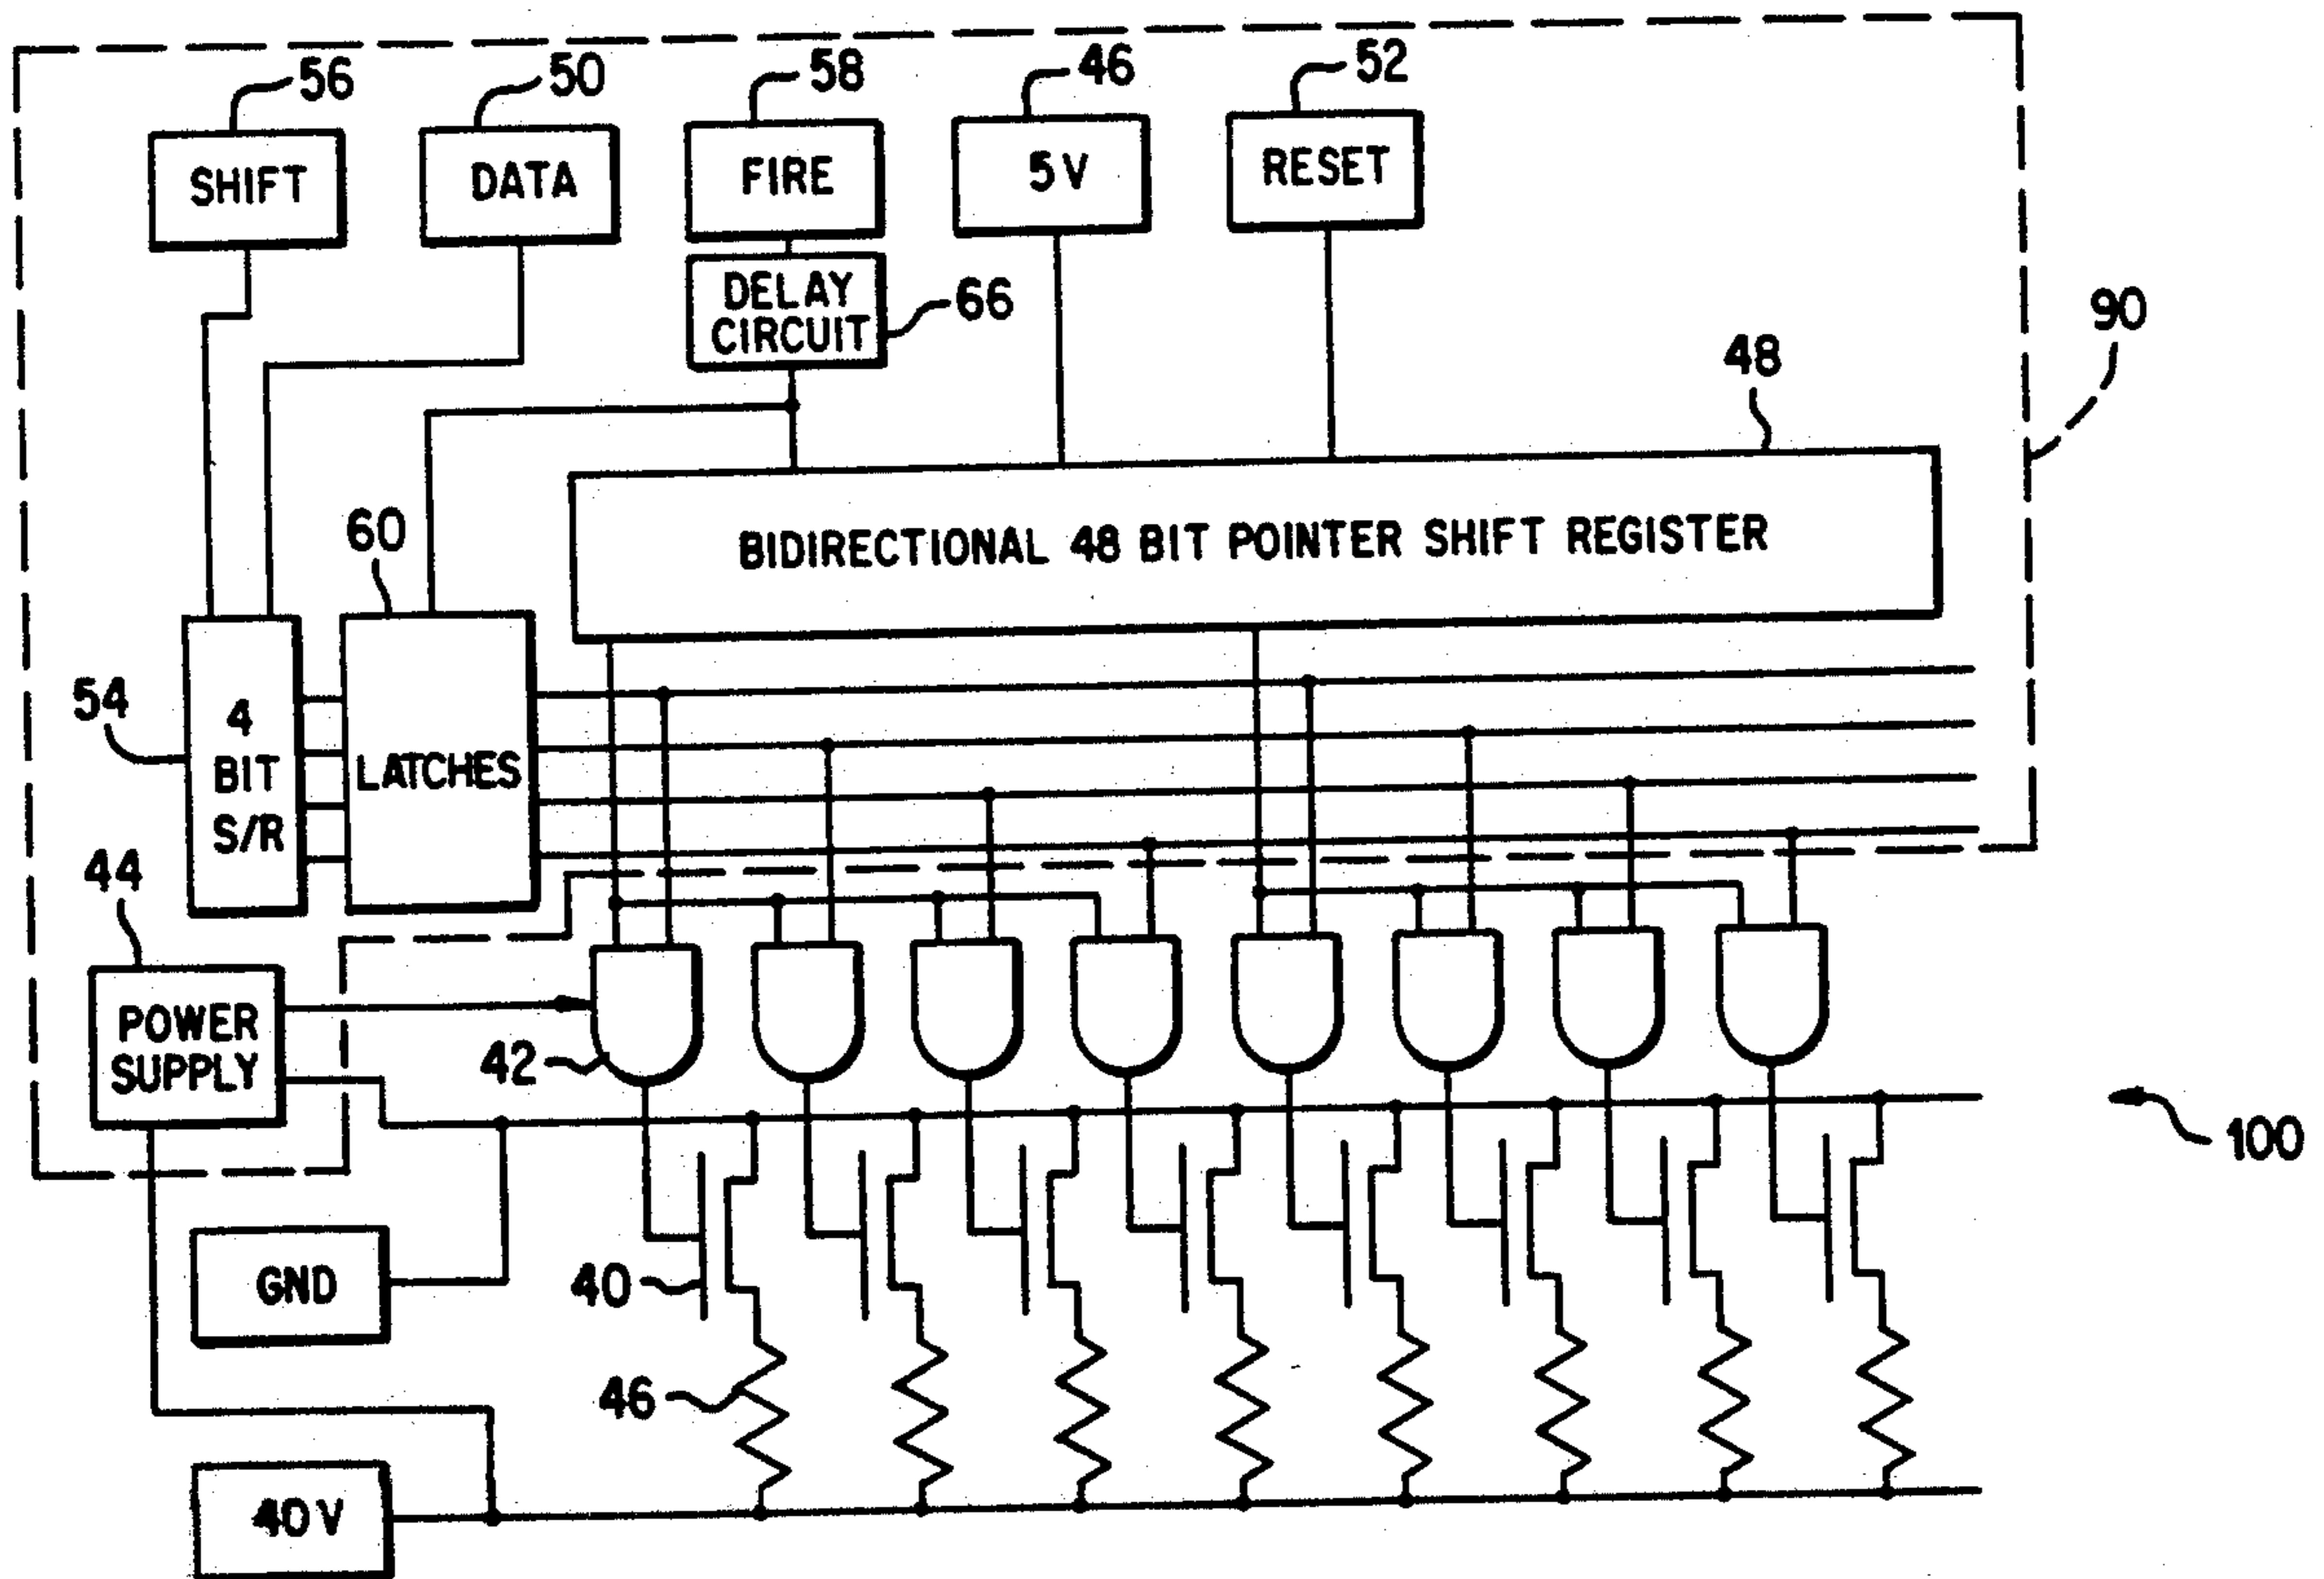 56
50
58
46
52
SHIFT
DATA
FIRE
5V
RESET
DELAY
CIRCUIT
66
90
48
60
BIDIRECTIONAL 48 BIT POINTER SHIFT REGISTER
54
4
BIT
S/R
LATCHES
44
POWER
SUPPLY
42
100
GND
40
46
40V